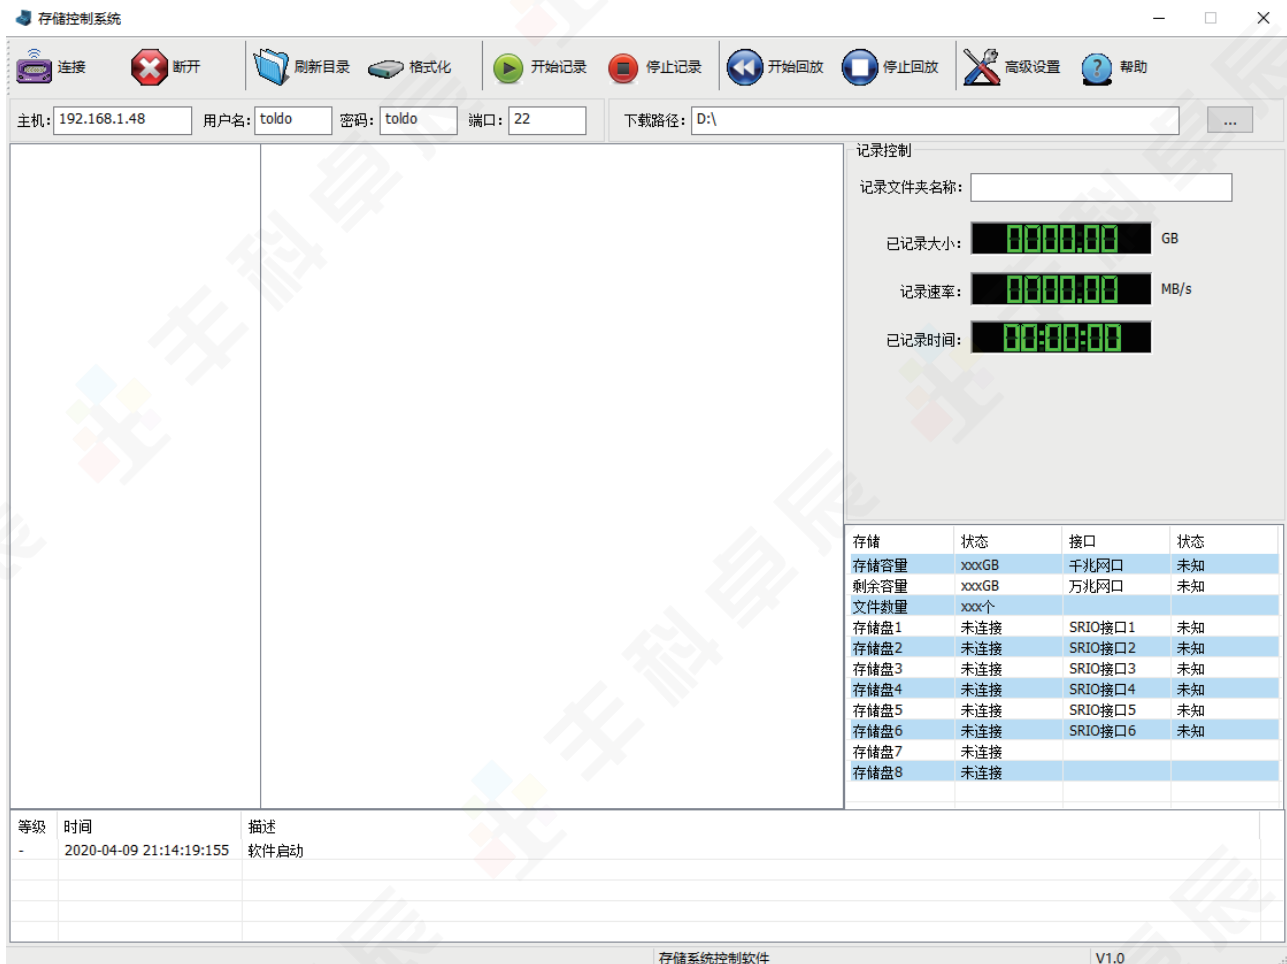 存储控制系统
连接 断开 刷新目录 格式化 开始记录 停止记录 开始回放 停止回放 高级设置 帮助
主机: 192.168.1.48 用户名: toldo 密码: toldo 端口: 22 下载路径: D:\ ...
记录控制
记录文件夹名称:
已记录大小: 0000:00 GB
记录速率: 0000:00 MB/s
已记录时间: 00:00:00
存储 状态 接口 状态
存储容量 xxxGB 千兆网口 未知
剩余容量 xxxGB 万兆网口 未知
文件数量 xxx个
存储盘1 未连接 SRIO接口1 未知
存储盘2 未连接 SRIO接口2 未知
存储盘3 未连接 SRIO接口3 未知
存储盘4 未连接 SRIO接口4 未知
存储盘5 未连接 SRIO接口5 未知
存储盘6 未连接 SRIO接口6 未知
存储盘7 未连接
存储盘8 未连接
等级 时间 描述
- 2020-04-09 21:14:19:155 软件启动
存储系统控制软件 V1.0
丰科卓辰
丰科卓辰